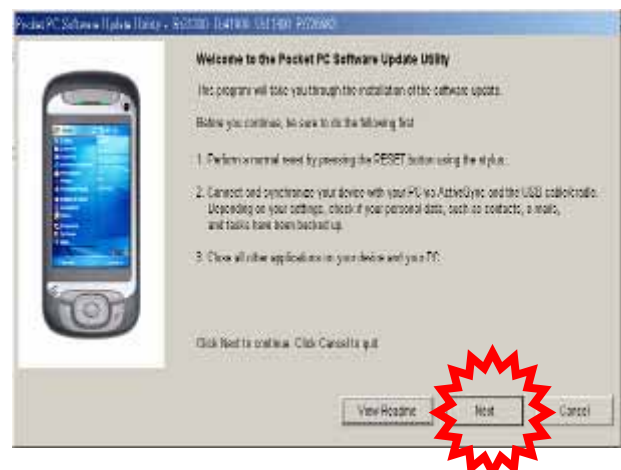 Pocket PC Software Update Utility -
Welcome to the Pocket PC Software Update Utility
This program will take you through the installation of the software update.
Before you continue, be sure to do the following first
1. Perform a normal reset by pressing the RESET button using the stylus.
2. Connect and synchronize your device with your PC via ActiveSync and the USB cable/cradle.
Depending on your settings, check if your personal data, such as contacts, e-mails,
and tasks have been backed up.
3. Close all other applications on your device and your PC.
Click Next to continue. Click Cancel to quit
View Readme
Next
Cancel